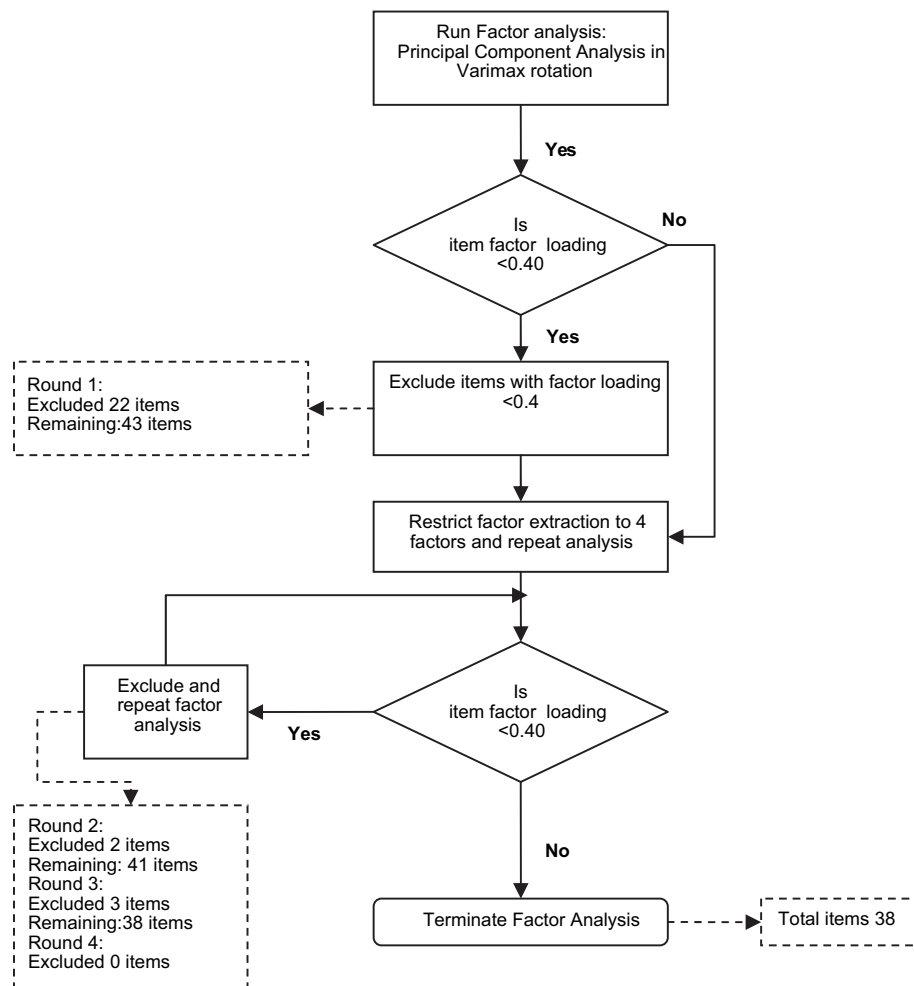 Run Factor analysis:
Principal Component Analysis in
Varimax rotation
Yes
Is
item factor loading
<0.40
No
Yes
Exclude items with factor loading
<0.4
Round 1:
Excluded 22 items
Remaining:43 items
Restrict factor extraction to 4
factors and repeat analysis
Is
item factor loading
<0.40
Yes
Exclude and
repeat factor
analysis
Round 2:
Excluded 2 items
Remaining: 41 items
Round 3:
Excluded 3 items
Remaining:38 items
Round 4:
Excluded 0 items
No
Terminate Factor Analysis
Total items 38